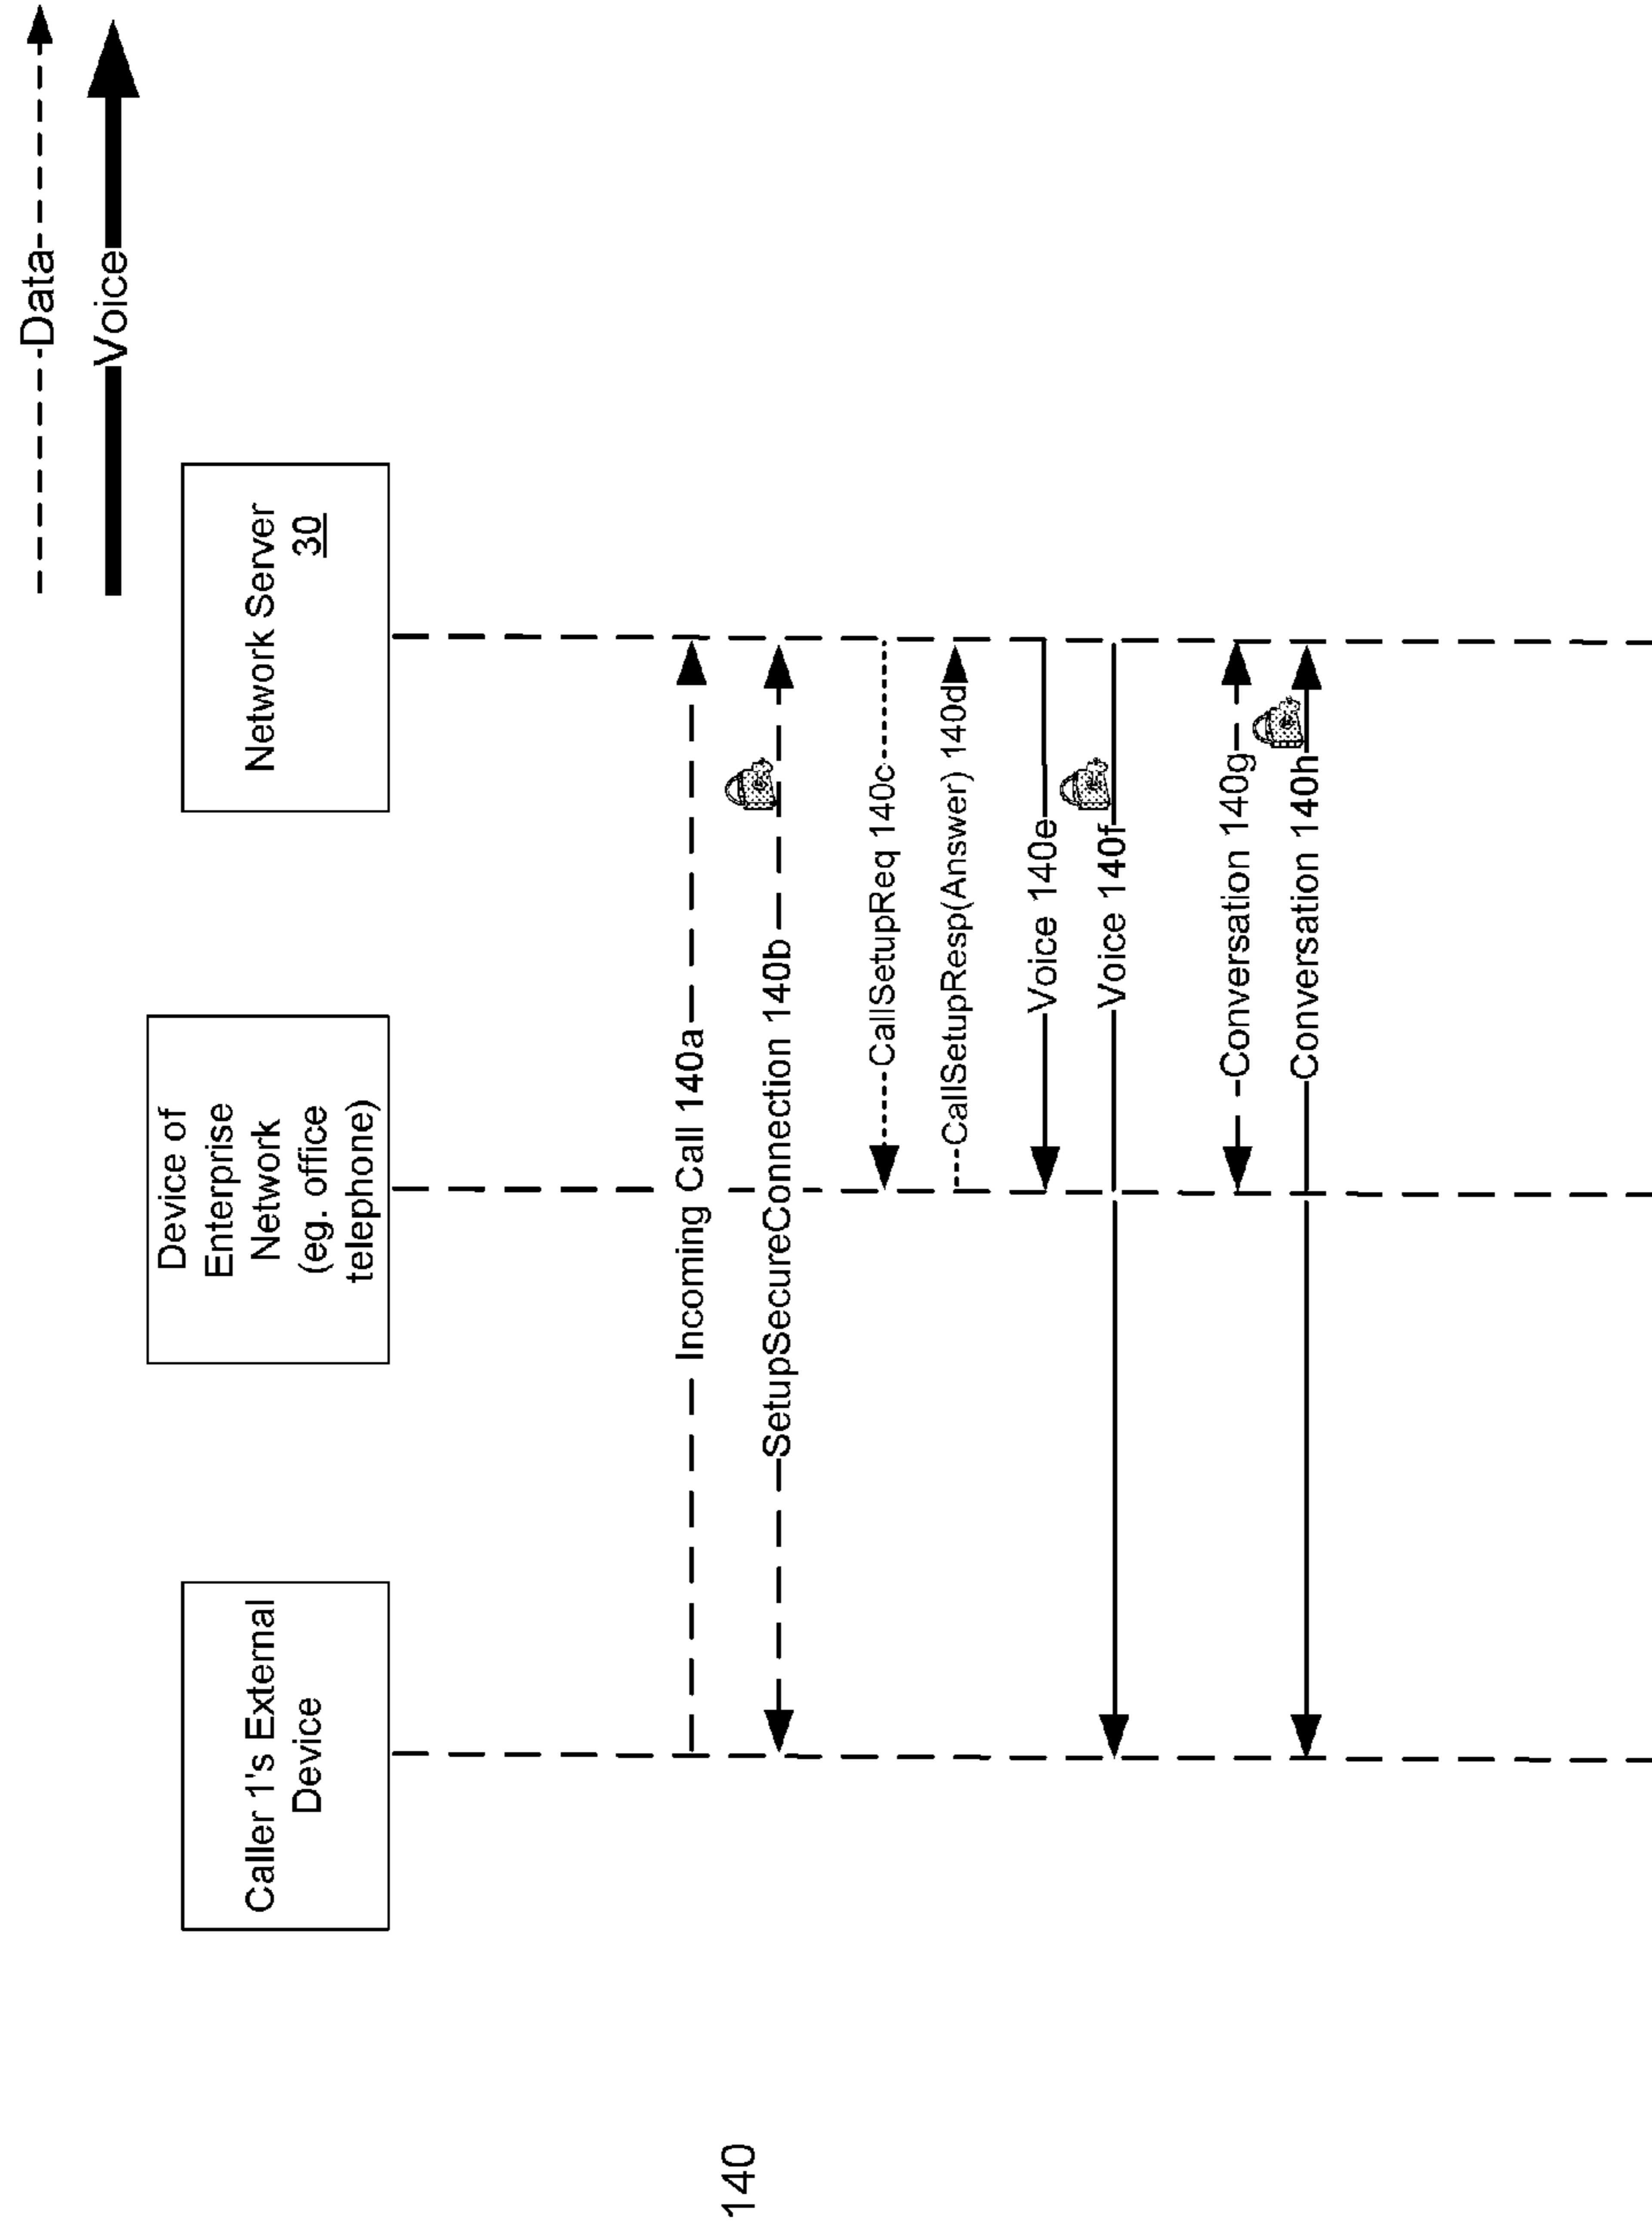 Data
Voice
Caller 1's External
Device
Device of
Enterprise
Network
(eg. office
telephone)
Network Server
30
Incoming Call 140a
SetupSecureConnection 140b
CallSetupReq 140c
CallSetupResp(Answer) 140d
Voice 140e
Voice 140f
Conversation 140g
Conversation 140h
140